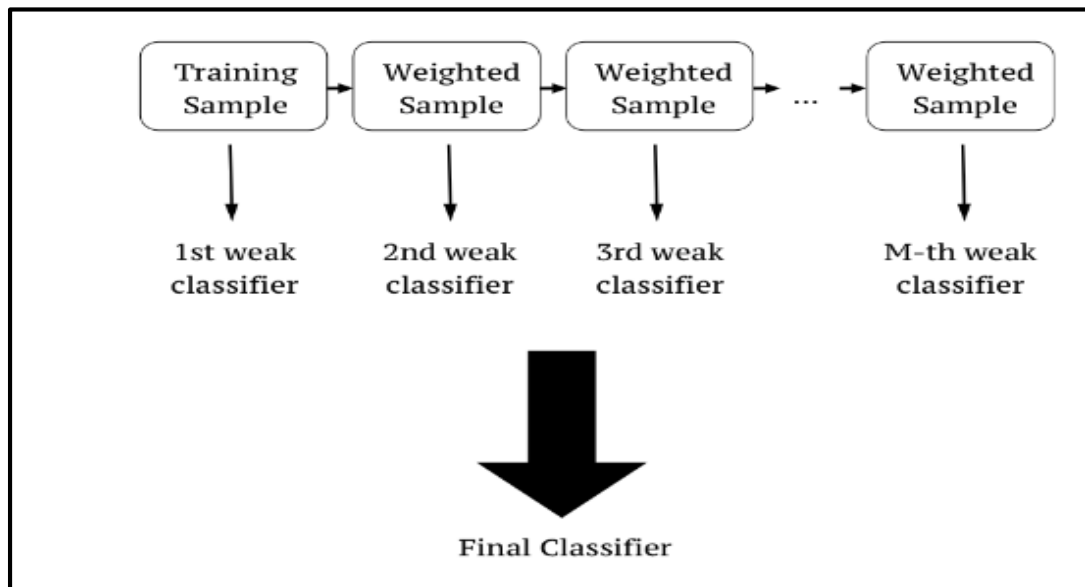 Training
Sample
Weighted
Sample
Weighted
Sample
...
Weighted
Sample
1st weak
classifier
2nd weak
classifier
3rd weak
classifier
M-th weak
classifier
Final Classifier